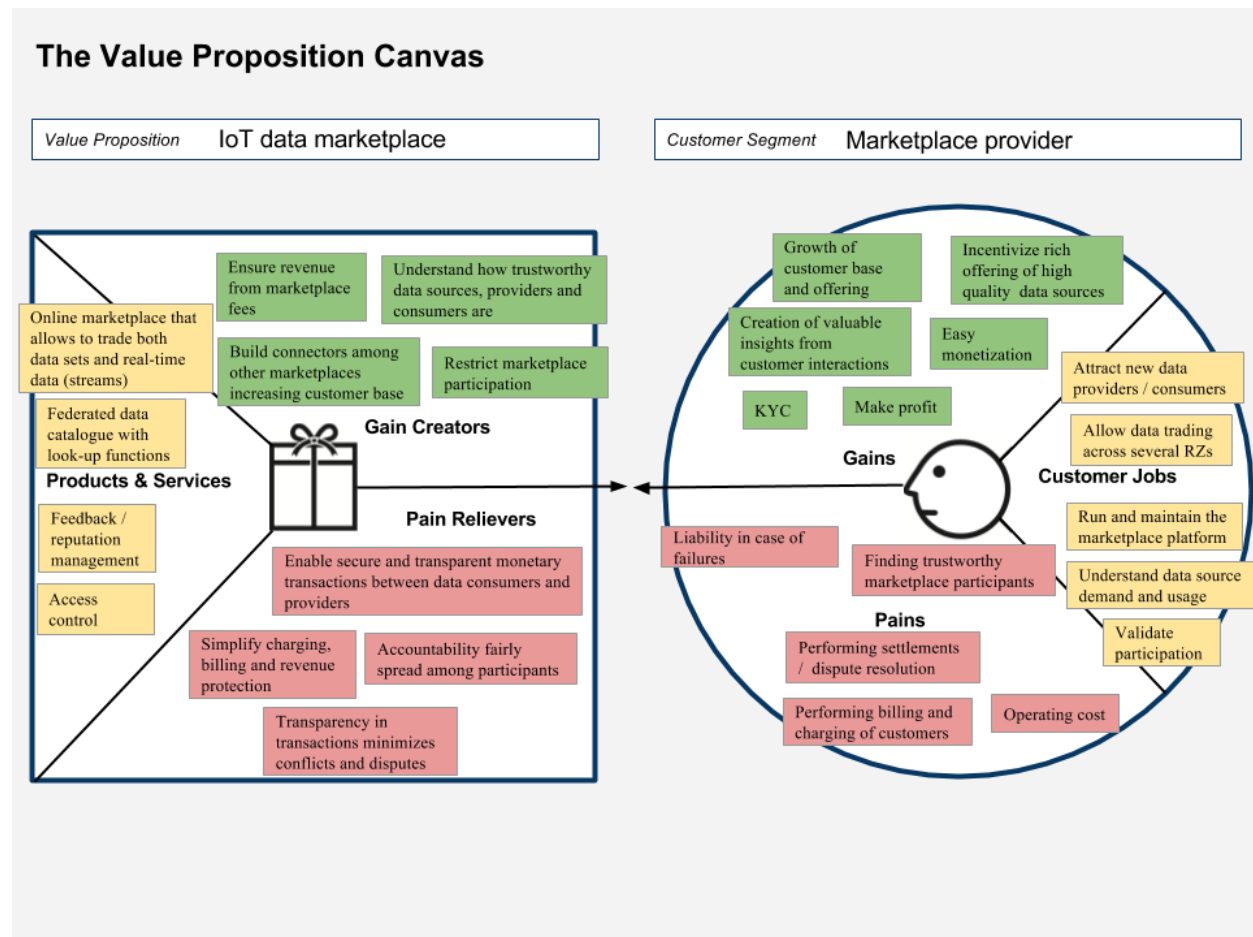 The Value Proposition Canvas
Value Proposition IoT data marketplace
Customer Segment Marketplace provider
Ensure revenue
from marketplace
fees
Understand how trustworthy
data sources, providers and
consumers are
Online marketplace that
allows to trade both
data sets and real-time
data (streams)
Build connectors among
other marketplaces
increasing customer base
Restrict marketplace
participation
Federated data
catalogue with
look-up functions
Gain Creators
Products & Services
Feedback /
reputation
management
Access
control
Pain Relievers
Enable secure and transparent monetary
transactions between data consumers and
providers
Simplify charging,
billing and revenue
protection
Accountability fairly
spread among participants
Transparency in
transactions minimizes
conflicts and disputes
Growth of
customer base
and offering
Incentivize rich
offering of high
quality data sources
Creation of valuable
insights from
customer interactions
Easy
monetization
KYC
Make profit
Gains
Attract new data
providers / consumers
Allow data trading
across several RZs
Customer Jobs
Run and maintain the
marketplace platform
Understand data source
demand and usage
Validate
participation
Liability in case of
failures
Finding trustworthy
marketplace participants
Pains
Performing settlements
/ dispute resolution
Performing billing and
charging of customers
Operating cost